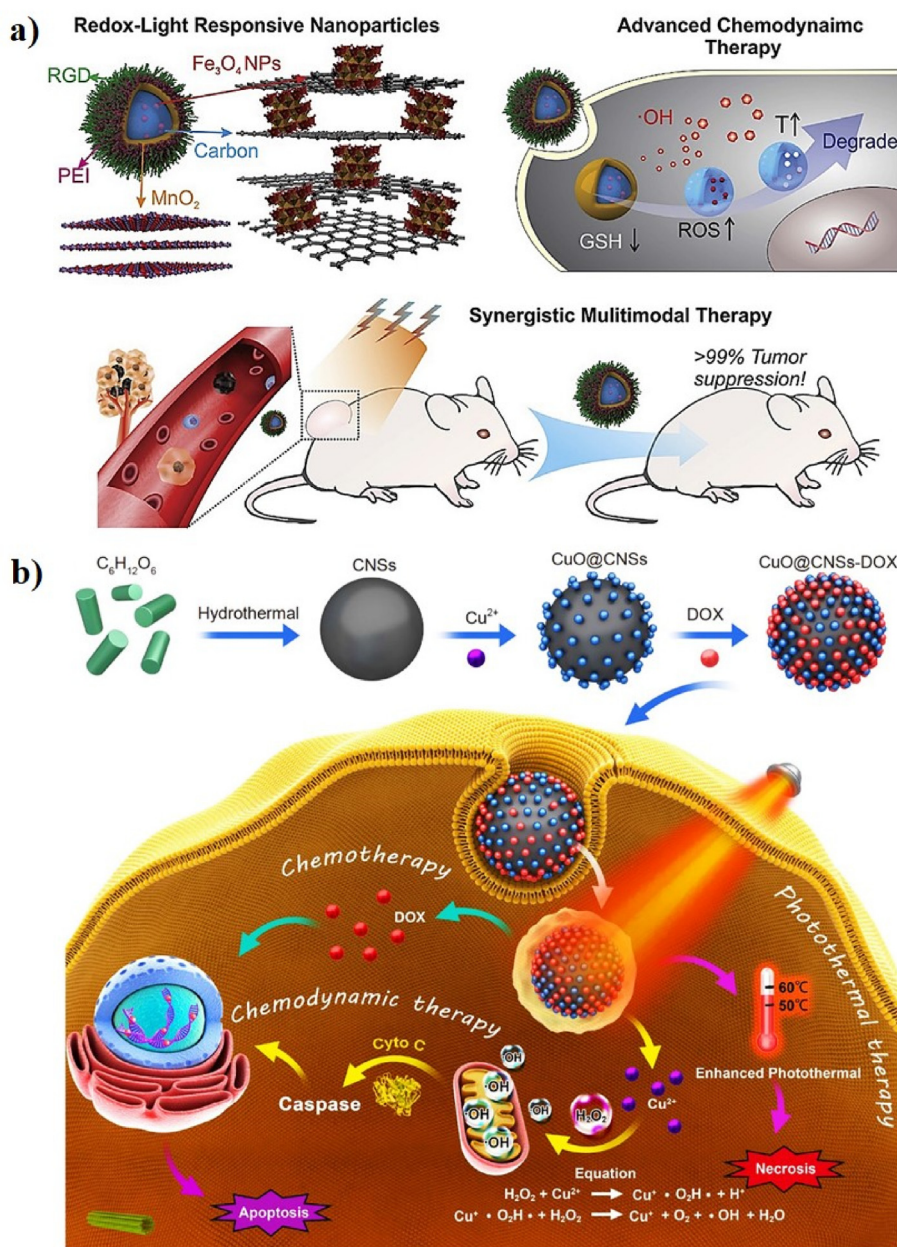 a)
Redox-Light Responsive Nanoparticles
RGD
Fe₃O₄ NPs
Carbon
PEI
MnO₂
Advanced Chemodynaimc
Therapy
·OH
T↑
Degrade
GSH ↓
ROS ↑
Synergistic Mulitimodal Therapy
>99% Tumor
suppression!
b)
C₆H₁₂O₆
Hydrothermal
CNSs
Cu²⁺
CuO@CNSs
DOX
CuO@CNSs-DOX
Chemotherapy
DOX
Photothermal therapy
60℃
50℃
Enhanced Photothermal
Necrosis
Chemodynamic therapy
Cyto C
Caspase
·OH
·OH
·OH
·OH
·OH
H₂O₂
Cu²⁺
Equation
H₂O₂ + Cu²⁺ → Cu⁺ • O₂H • + H⁺
Cu⁺ • O₂H • + H₂O₂ → Cu⁺ + O₂ + • OH + H₂O
Apoptosis